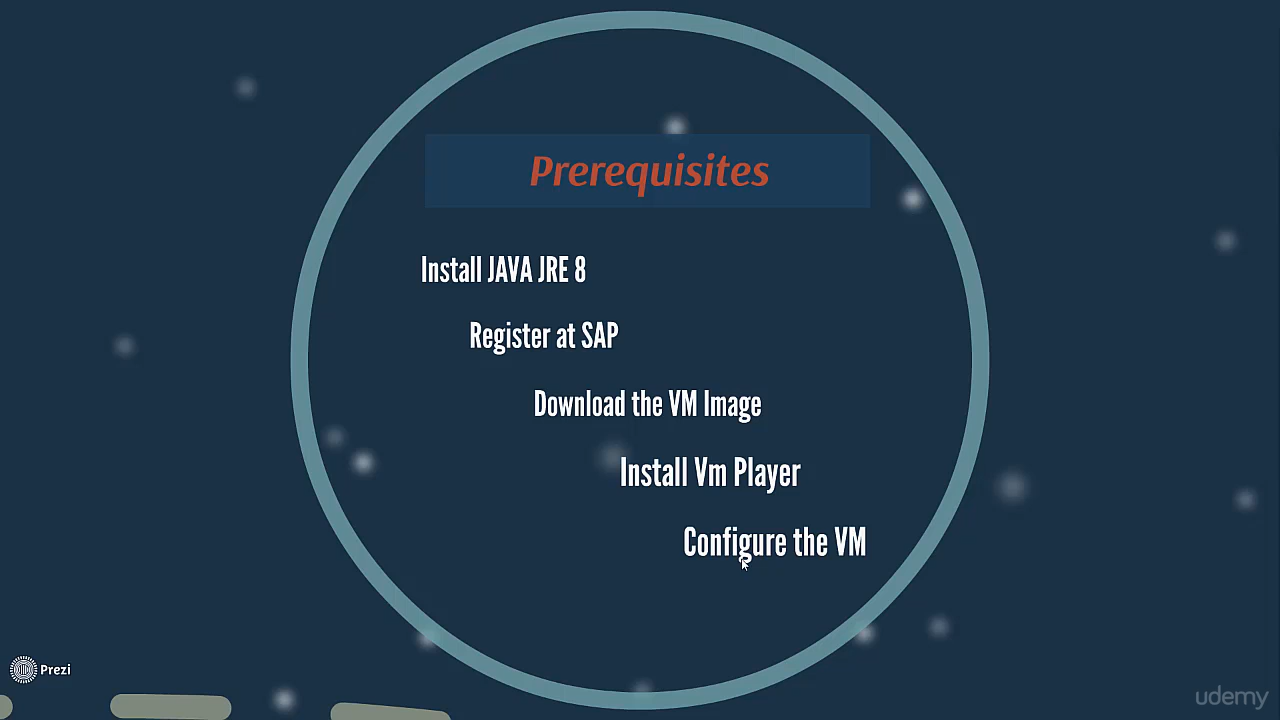 Prerequisites
Install JAVA JRE 8
Register at SAP
Download the VM Image
Install Vm Player
Configure the VM
Prezi
udemy